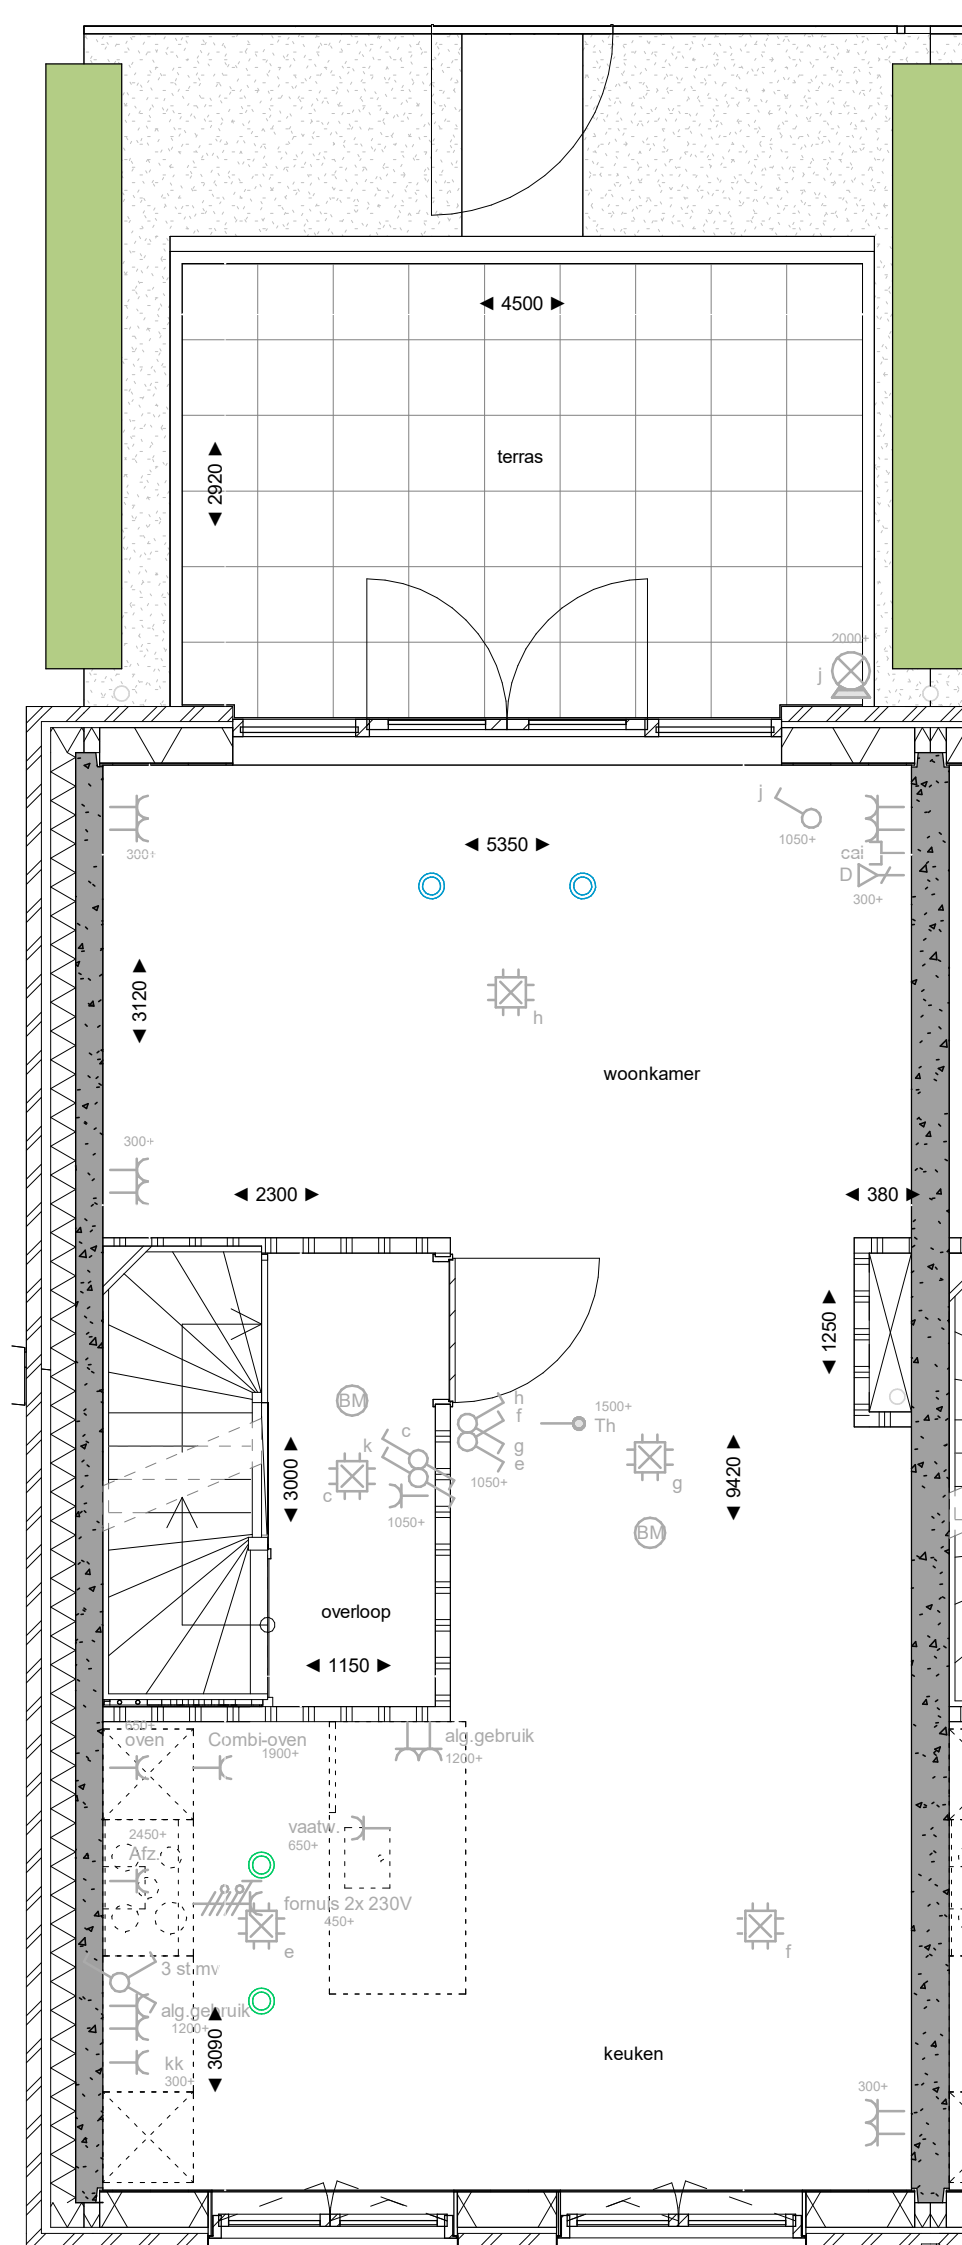 4500
terras
2920
2000+
j
j
1050+
5350
300+
cai
D
300+
3120
h
woonkamer
300+
2300
380
1250
BM
h
f
1500+
Th
c
k
g
e
3000
1050+
9420
c
g
1050+
BM
overloop
1150
650+
oven
Combi-oven
1900+
alg.gebruik
1200+
vaatw.
650+
2450+
Afz.
fornuis 2x 230V
450+
e
f
3 st mv
alg.gebruik
1200+
3090
keuken
kk
300+
300+